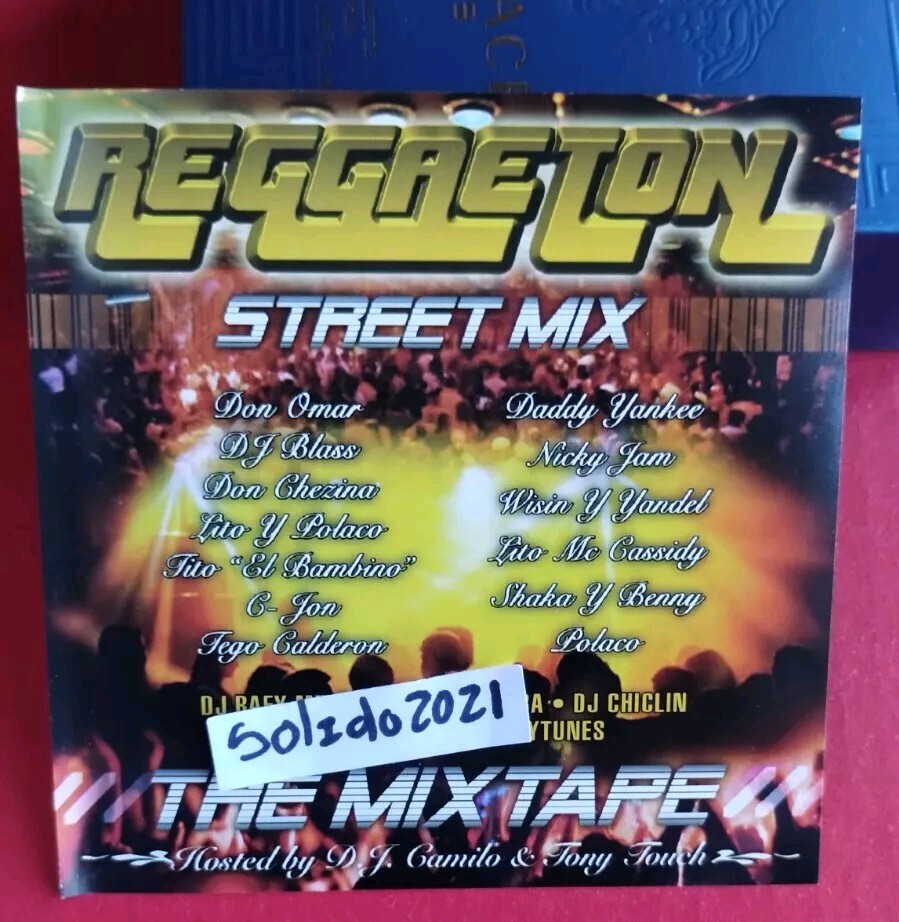 REGGAETON
STREET MIX
Don Omar
DJ Blass
Don Chezina
Lito Y Polaco
Tito "El Bambino"
C-Jon
Tego Calderon
Daddy Yankee
Nicky Jam
Wisin Y Yandel
Lito Mc Cassidy
Shaka Y Benny
Polaco
DJ • DJ CHICLIN
Solido2021
THE MIXTAPE
Hosted by D.J. Camilo & Tony Touch